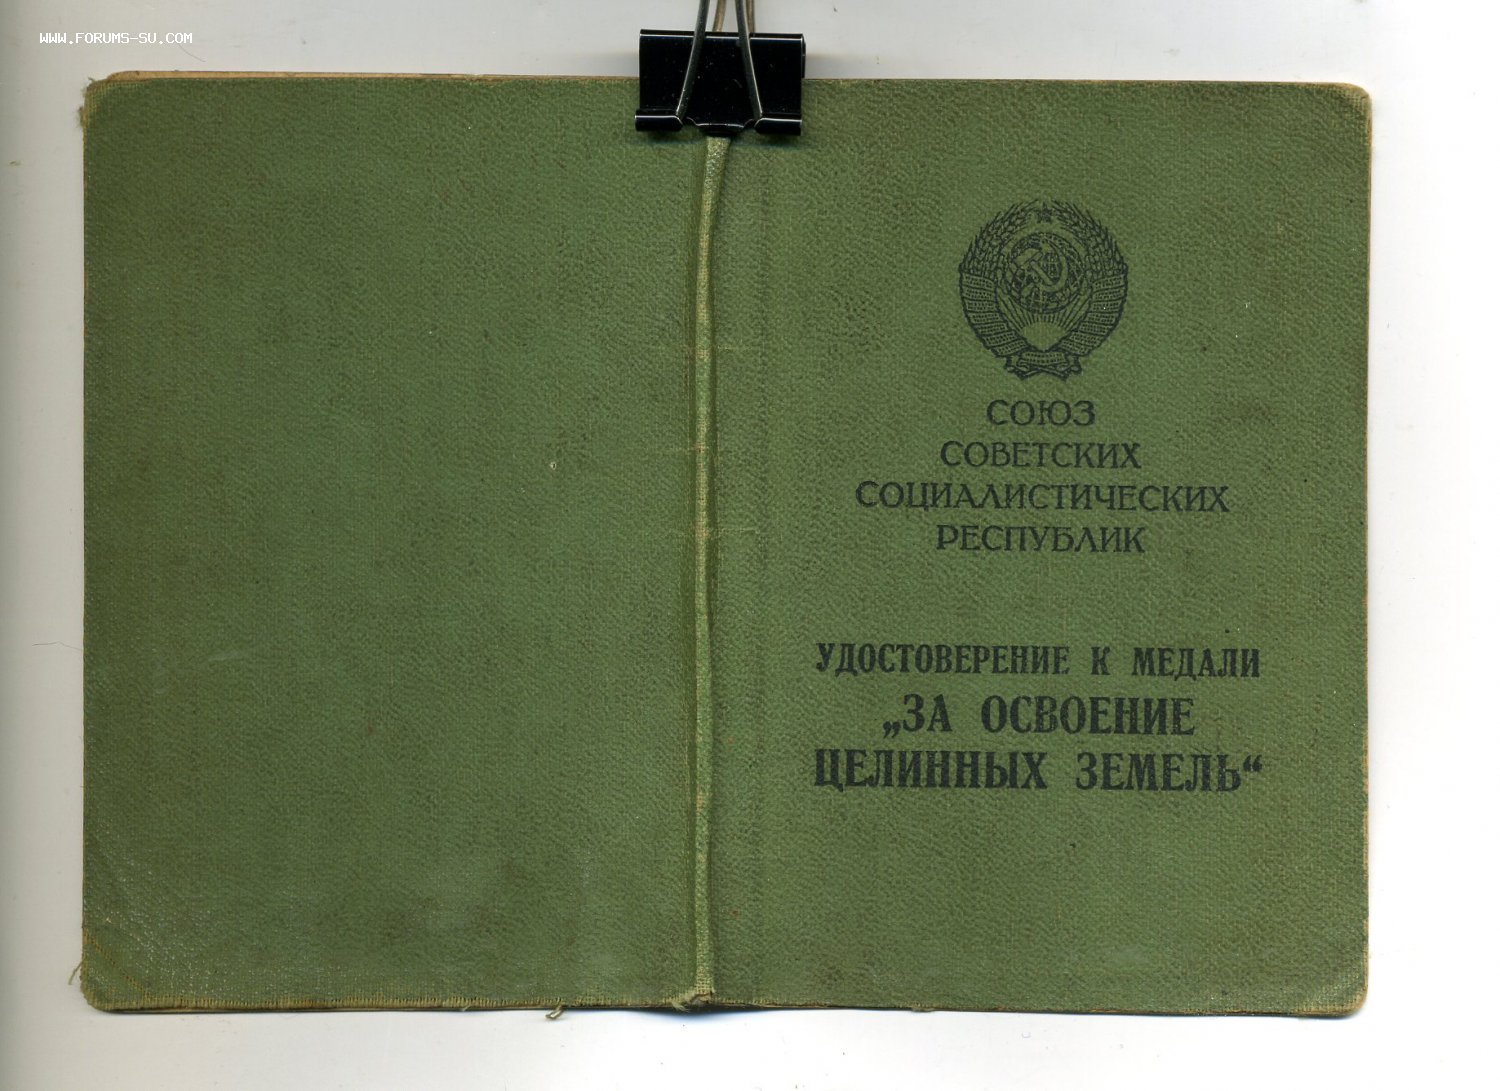 WWW.FORUMS-SU.COM
СОЮЗ
СОВЕТСКИХ
СОЦИАЛИСТИЧЕСКИХ
РЕСПУБЛИК
УДОСТОВЕРЕНИЕ К МЕДАЛИ
„ЗА ОСВОЕНИЕ
ЦЕЛИННЫХ ЗЕМЕЛЬ“